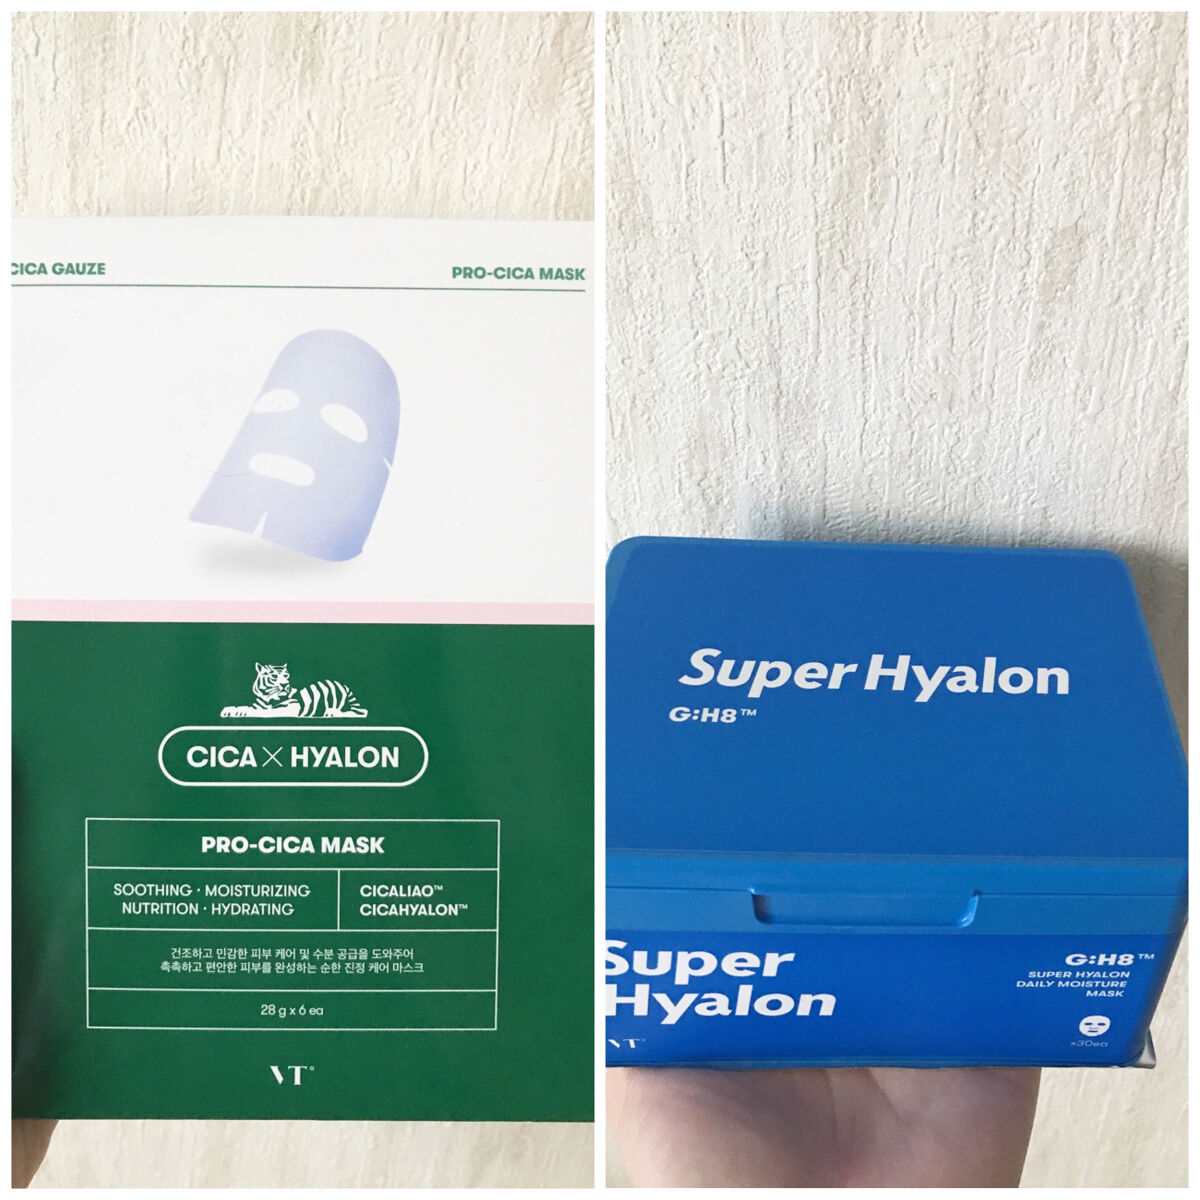 CICA GAUZE
PRO-CICA MASK
CICA X HYALON
PRO-CICA MASK
SOOTHING · MOISTURIZING
NUTRITION · HYDRATING
CICALIAO™
CICAHYALON™
건조하고 민감한 피부 케어 및 수분 공급을 도와주어
촉촉하고 편안한 피부를 완성하는 순한 진정 케어 마스크
28 g x 6 ea
VT
Super Hyalon
G:H8™
Super
Hyalon
VT
G:H8™
SUPER HYALON
DAILY MOISTURE
MASK
x30ea